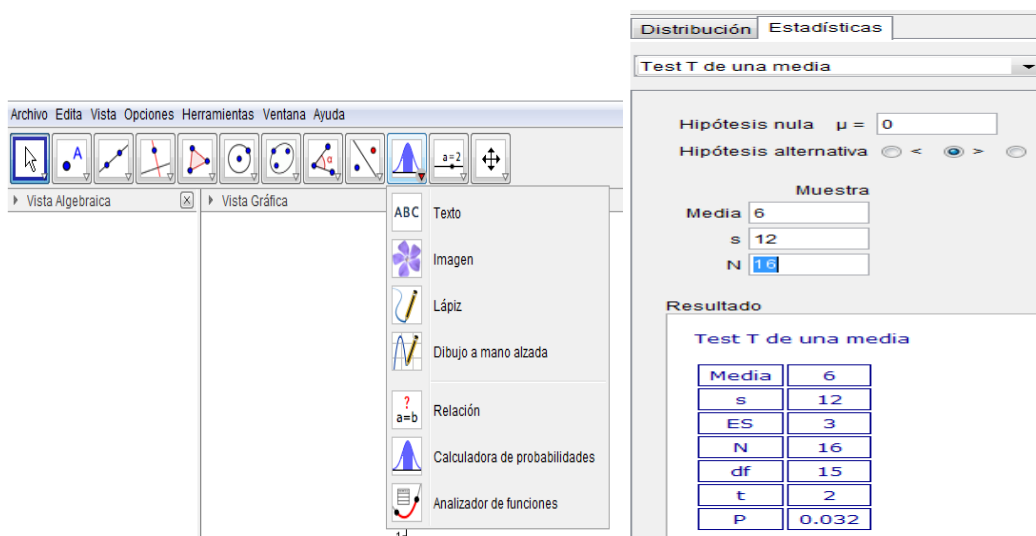 Archivo Edita Vista Opciones Herramientas Ventana Ayuda
A
α
a=2
Vista Algebraica
Vista Gráfica
ABC Texto
Imagen
Lápiz
Dibujo a mano alzada
?
a=b Relación
Calculadora de probabilidades
Analizador de funciones
Distribución Estadísticas
Test T de una media
Hipótesis nula μ = 0
Hipótesis alternativa < >
Muestra
Media 6
s 12
N 16
Resultado
Test T de una media
Media 6
s 12
ES 3
N 16
df 15
t 2
P 0.032